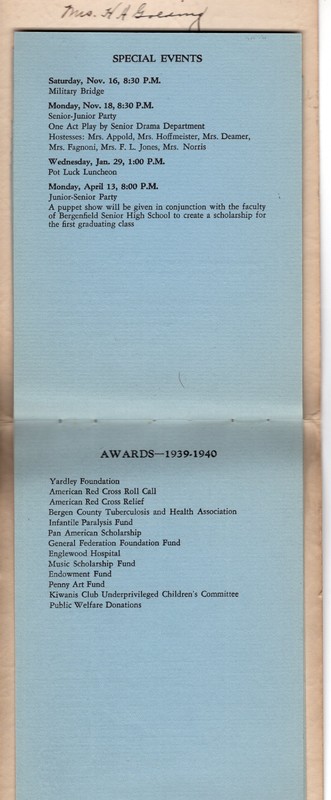 Mrs. H A Goesing
SPECIAL EVENTS
Saturday, Nov. 16, 8:30 P.M.
Military Bridge
Monday, Nov. 18, 8:30 P.M.
Senior-Junior Party
One Act Play by Senior Drama Department
Hostesses: Mrs. Appold, Mrs. Hoffmeister, Mrs. Deamer,
Mrs. Fagnoni, Mrs. F. L. Jones, Mrs. Norris
Wednesday, Jan. 29, 1:00 P.M.
Pot Luck Luncheon
Monday, April 13, 8:00 P.M.
Junior-Senior Party
A puppet show will be given in conjunction with the faculty
of Bergenfield Senior High School to create a scholarship for
the first graduating class
AWARDS—1939-1940
Yardley Foundation
American Red Cross Roll Call
American Red Cross Relief
Bergen County Tuberculosis and Health Association
Infantile Paralysis Fund
Pan American Scholarship
General Federation Foundation Fund
Englewood Hospital
Music Scholarship Fund
Endowment Fund
Penny Art Fund
Kiwanis Club Underprivileged Children's Committee
Public Welfare Donations